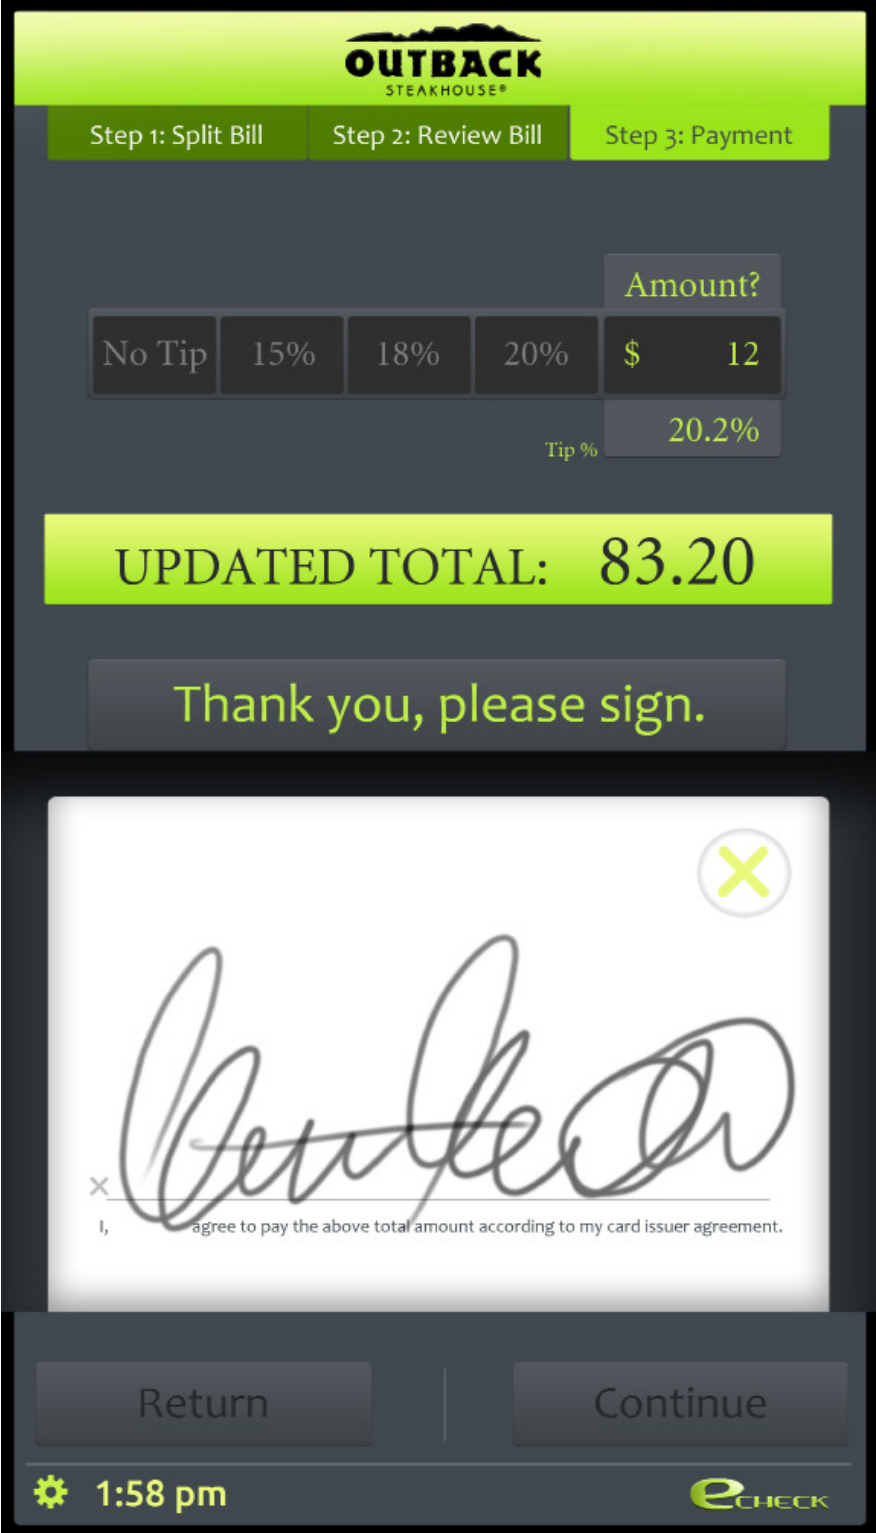 OUTBACK
STEAKHOUSE®
Step 1: Split Bill Step 2: Review Bill Step 3: Payment
Amount?
No Tip 15% 18% 20% $ 12
Tip % 20.2%
UPDATED TOTAL: 83.20
Thank you, please sign.
×
I, agree to pay the above total amount according to my card issuer agreement.
Return Continue
1:58 pm eCHECK